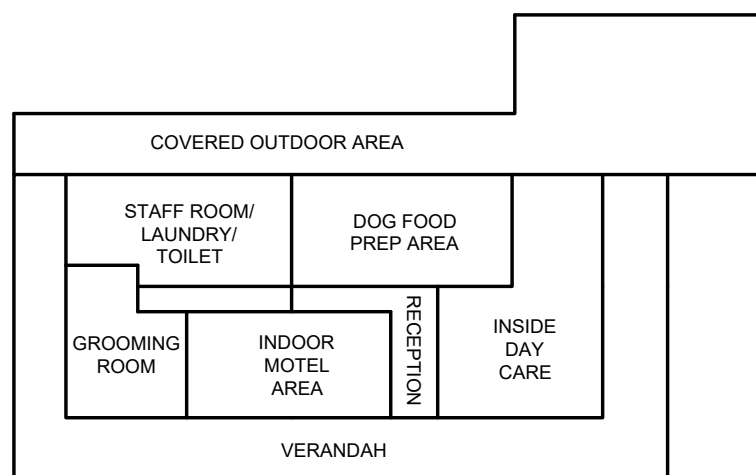 COVERED OUTDOOR AREA
STAFF ROOM/
LAUNDRY/
TOILET
DOG FOOD
PREP AREA
GROOMING
ROOM
INDOOR
MOTEL
AREA
RECEPTION
INSIDE
DAY
CARE
VERANDAH